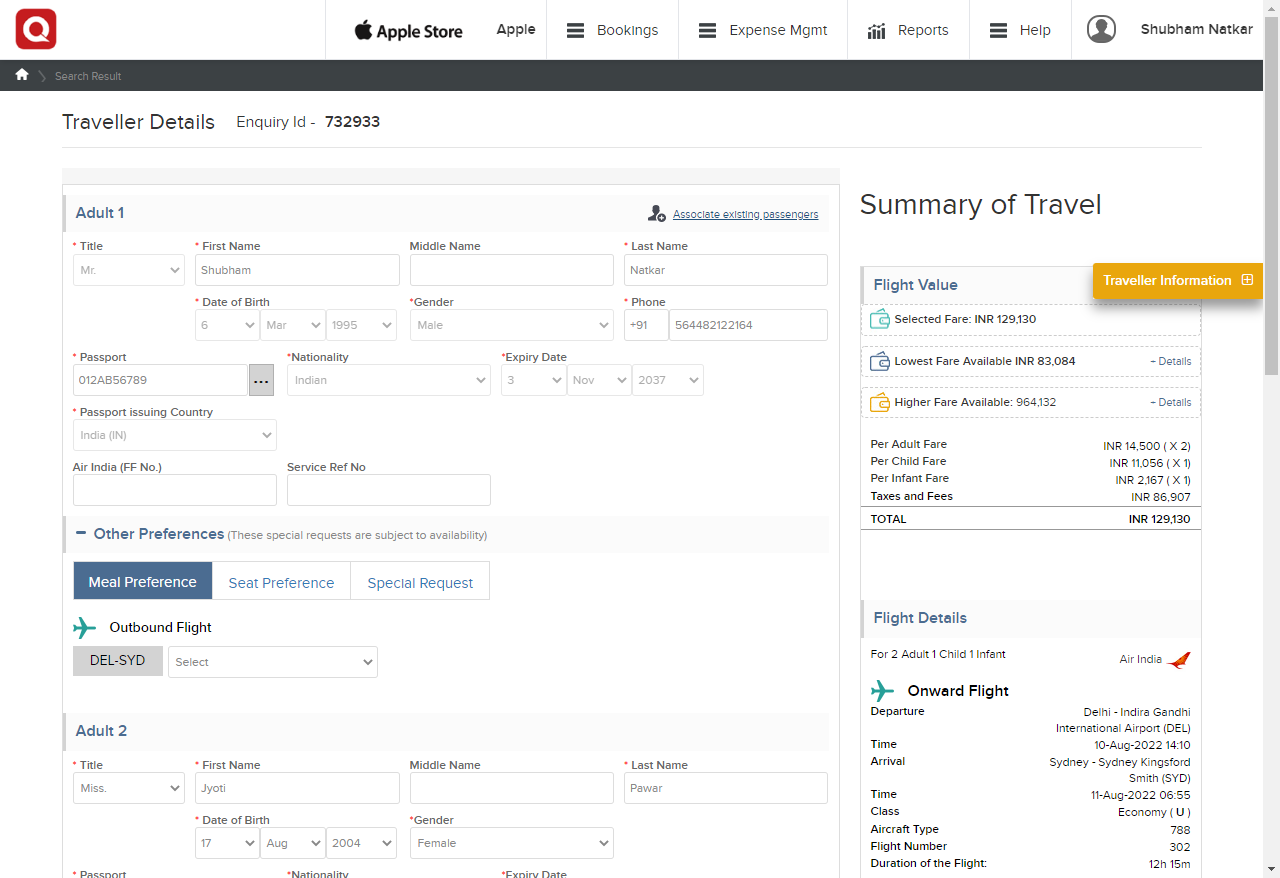 Apple Store
Apple
Bookings
Expense Mgmt
Reports
Help
Shubham Natkar
Search Result
Traveller Details
Enquiry Id - 732933
Adult 1
Associate existing passengers
* Title
* First Name
Middle Name
* Last Name
Mr.
Shubham
Natkar
* Date of Birth
*Gender
* Phone
6
Mar
1995
Male
+91
564482122164
* Passport
*Nationality
*Expiry Date
012AB56789
...
Indian
3
Nov
2037
* Passport issuing Country
India (IN)
Air India (FF No.)
Service Ref No
Other Preferences (These special requests are subject to availability)
Meal Preference
Seat Preference
Special Request
Outbound Flight
DEL-SYD
Select
Adult 2
* Title
* First Name
Middle Name
* Last Name
Miss.
Jyoti
Pawar
* Date of Birth
*Gender
17
Aug
2004
Female
* Passport
*Nationality
*Expiry Date
Summary of Travel
Flight Value
Traveller Information
Selected Fare: INR 129,130
Lowest Fare Available INR 83,084
+ Details
Higher Fare Available: 964,132
+ Details
Per Adult Fare INR 14,500 ( X 2)
Per Child Fare INR 11,056 ( X 1)
Per Infant Fare INR 2,167 ( X 1)
Taxes and Fees INR 86,907
TOTAL INR 129,130
Flight Details
For 2 Adult 1 Child 1 Infant
Air India
Onward Flight
Departure Delhi - Indira Gandhi
International Airport (DEL)
Time 10-Aug-2022 14:10
Arrival Sydney - Sydney Kingsford
Smith (SYD)
Time 11-Aug-2022 06:55
Class Economy ( U )
Aircraft Type 788
Flight Number 302
Duration of the Flight: 12h 15m